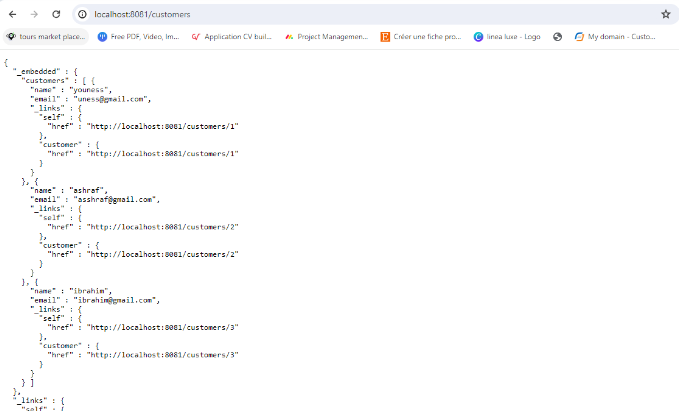 localhost:8081/customers
tours market place... Free PDF, Video, Im... Application CV buil... Project Managemen... Créer une fiche pro... linea luxe - Logo My domain - Custo...
{
"_embedded" : {
"customers" : [ {
"name" : "youness",
"email" : "uness@gmail.com",
"_links" : {
"self" : {
"href" : "http://localhost:8081/customers/1"
},
"customer" : {
"href" : "http://localhost:8081/customers/1"
}
}
}, {
"name" : "ashraf",
"email" : "asshraf@gmail.com",
"_links" : {
"self" : {
"href" : "http://localhost:8081/customers/2"
},
"customer" : {
"href" : "http://localhost:8081/customers/2"
}
}
}, {
"name" : "ibrahim",
"email" : "ibrahim@gmail.com",
"_links" : {
"self" : {
"href" : "http://localhost:8081/customers/3"
},
"customer" : {
"href" : "http://localhost:8081/customers/3"
}
}
} ]
},
"_links" : {
"self" : {